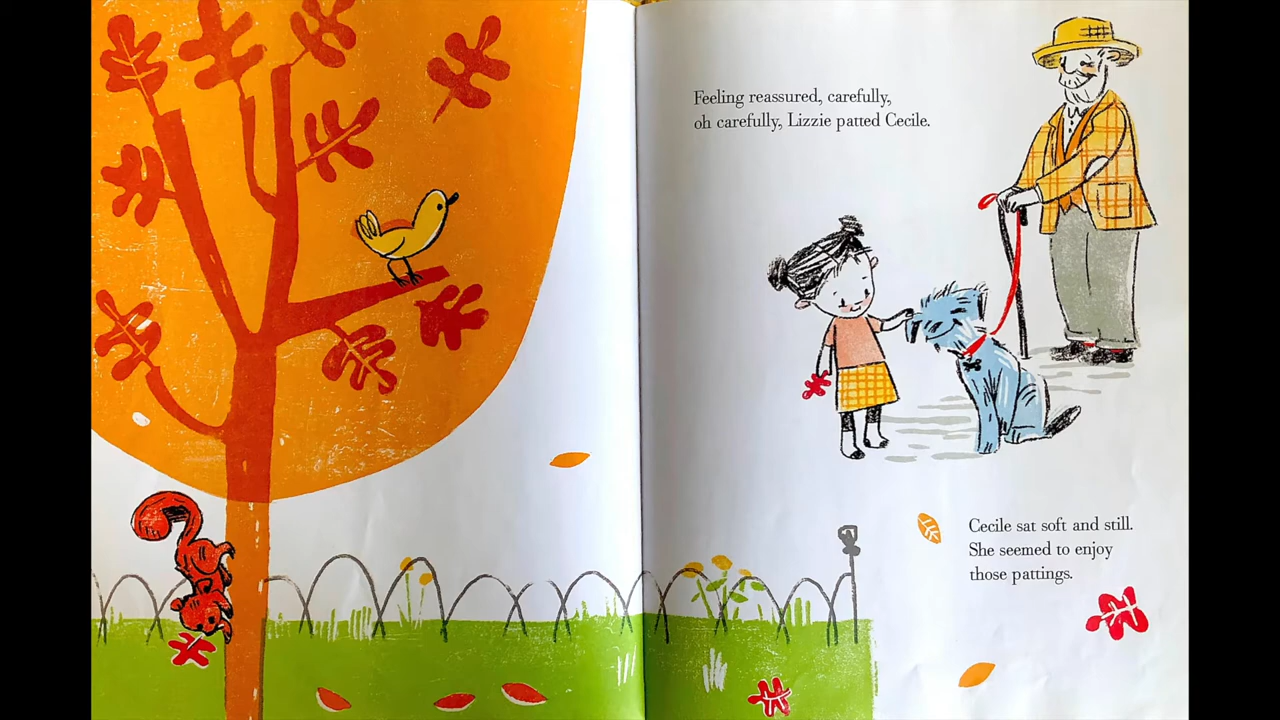 Feeling reassured, carefully,
oh carefully, Lizzie patted Cecile.
Cecile sat soft and still.
She seemed to enjoy
those pattings.